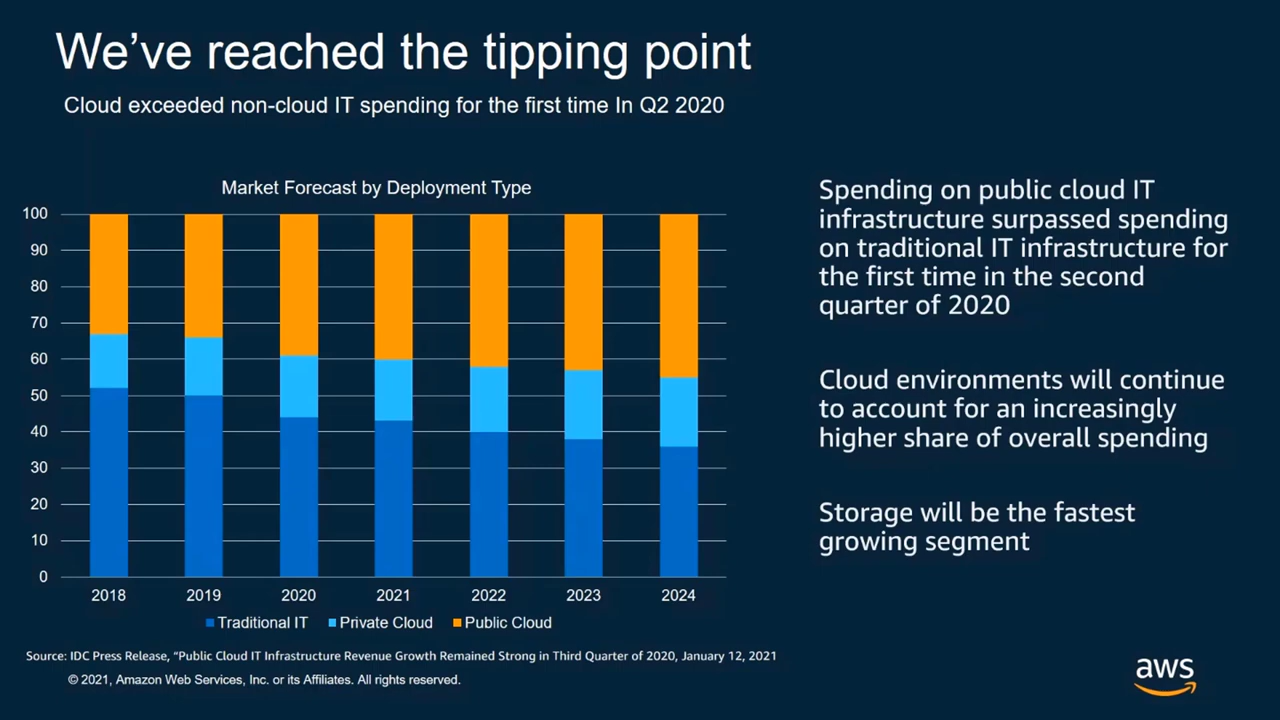 We’ve reached the tipping point
Cloud exceeded non-cloud IT spending for the first time In Q2 2020
Market Forecast by Deployment Type
100
90
80
70
60
50
40
30
20
10
0
2018 2019 2020 2021 2022 2023 2024
Traditional IT Private Cloud Public Cloud
Spending on public cloud IT
infrastructure surpassed spending
on traditional IT infrastructure for
the first time in the second
quarter of 2020
Cloud environments will continue
to account for an increasingly
higher share of overall spending
Storage will be the fastest
growing segment
Source: IDC Press Release, “Public Cloud IT Infrastructure Revenue Growth Remained Strong in Third Quarter of 2020, January 12, 2021
© 2021, Amazon Web Services, Inc. or its Affiliates. All rights reserved.
aws